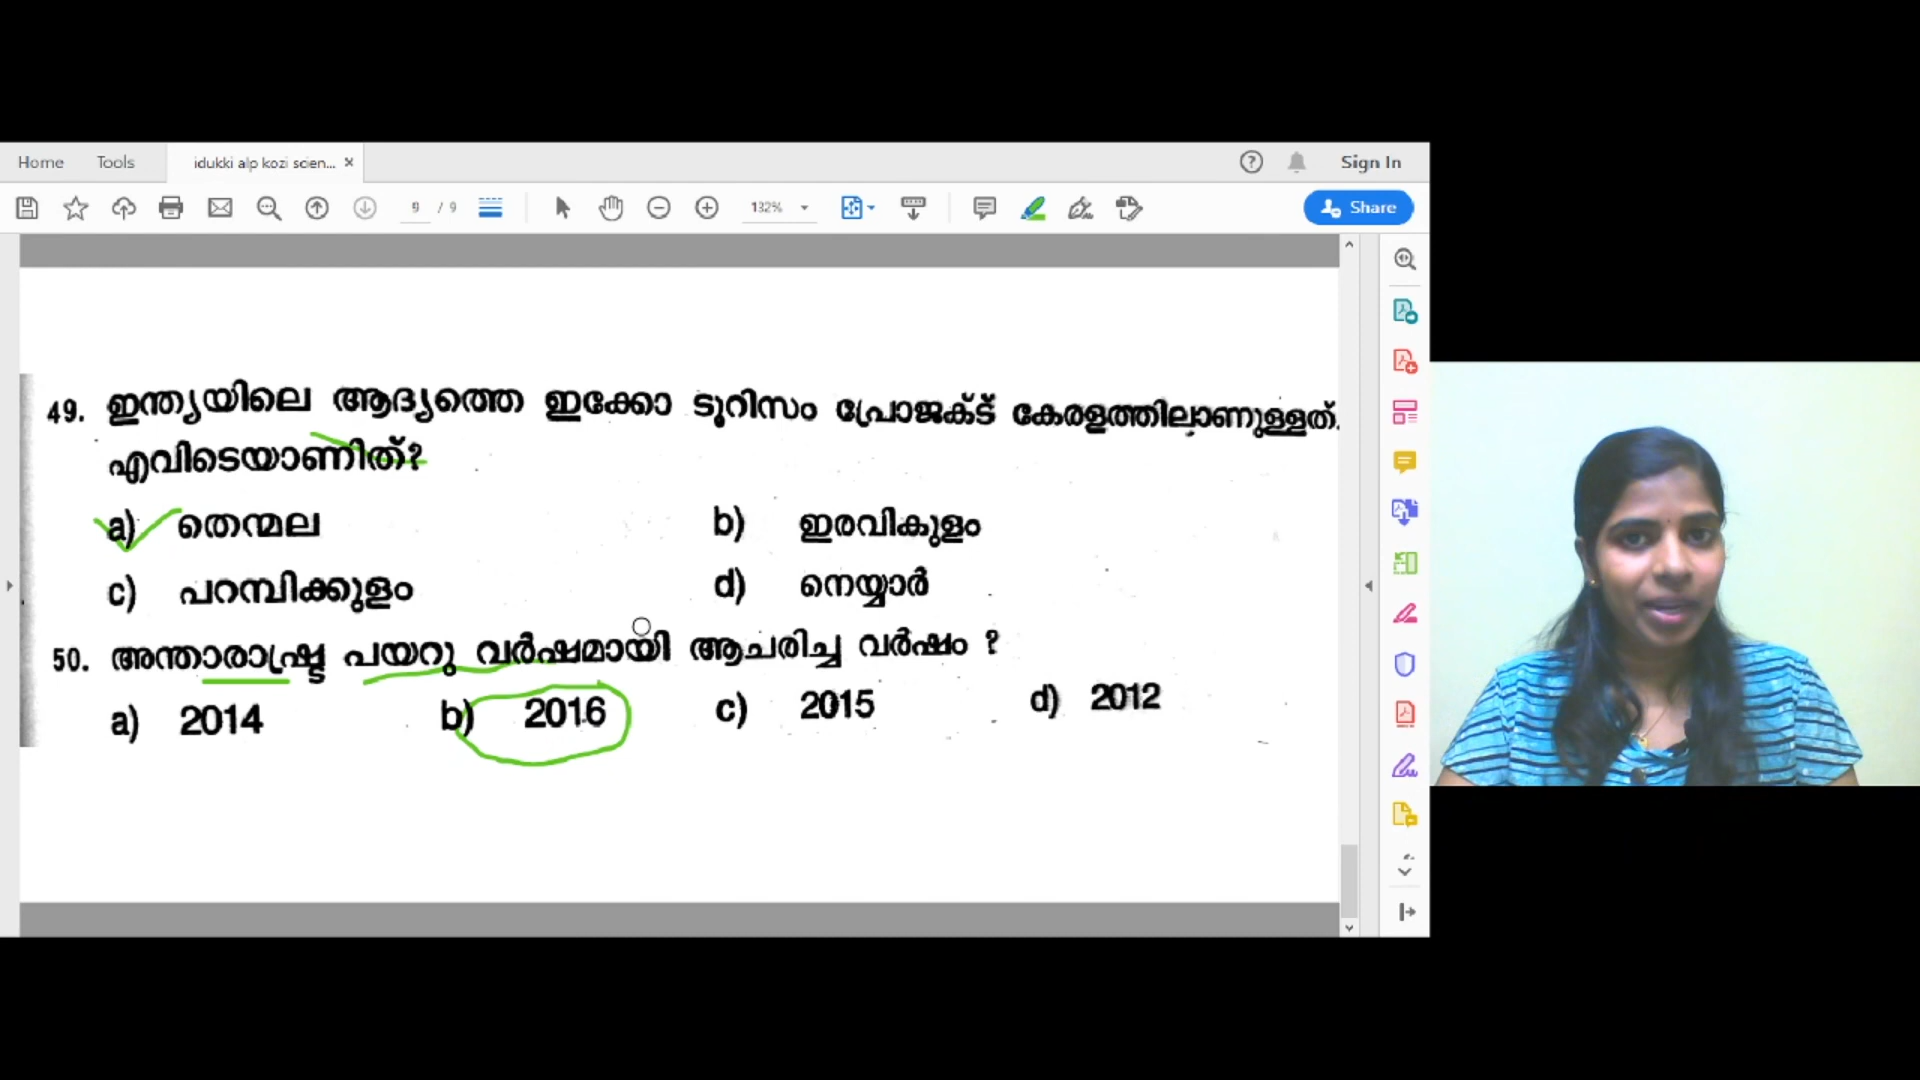 Home Tools idukki alp kozi scien... ×
Sign In
9 / 9 132% Share
49. ഇന്ത്യയിലെ ആദ്യത്തെ ഇക്കോ ടൂറിസം പ്രോജക്ട് കേരളത്തിലാണുള്ളത്.
എവിടെയാണിത്?
a) തെന്മല b) ഇരവികുളം
c) പറമ്പിക്കുളം d) നെയ്യാർ
50. അന്താരാഷ്ട്ര പയറു വർഷമായി ആചരിച്ച വർഷം ?
a) 2014 b) 2016 c) 2015 d) 2012